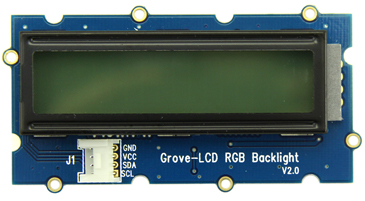 J1
GND
VCC
SDA
SCL
Grove-LCD RGB Backlight
V2.0